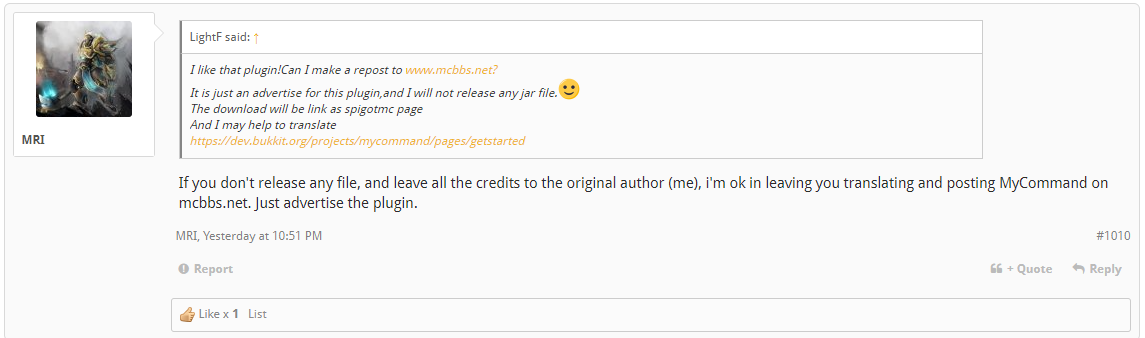 LightF said: ↑
I like that plugin!Can I make a repost to www.mcbbs.net?
It is just an advertise for this plugin,and I will not release any jar file.
The download will be link as spigotmc page
And I may help to translate
https://dev.bukkit.org/projects/mycommand/pages/getstarted
MRI
If you don't release any file, and leave all the credits to the original author (me), i'm ok in leaving you translating and posting MyCommand on
mcbbs.net. Just advertise the plugin.
MRI, Yesterday at 10:51 PM #1010
Report + Quote Reply
Like x 1 List